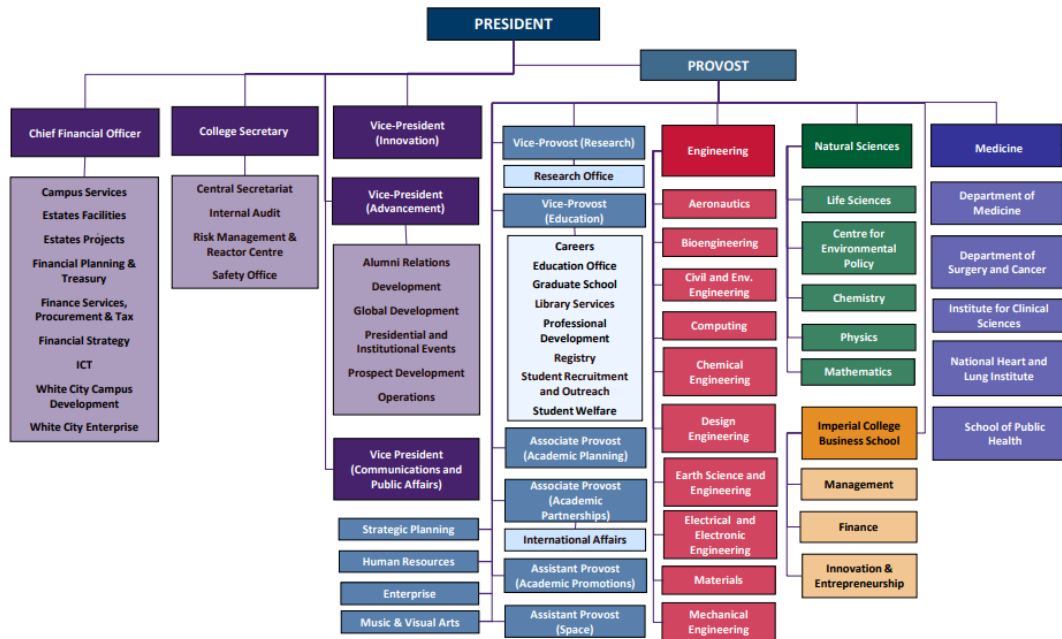 PRESIDENT
PROVOST
Chief Financial Officer
Campus Services
Estates Facilities
Estates Projects
Financial Planning &
Treasury
Finance Services,
Procurement & Tax
Financial Strategy
ICT
White City Campus
Development
White City Enterprise
College Secretary
Central Secretariat
Internal Audit
Risk Management &
Reactor Centre
Safety Office
Vice-President
(Innovation)
Vice-President
(Advancement)
Alumni Relations
Development
Global Development
Presidential and
Institutional Events
Prospect Development
Operations
Vice President
(Communications and
Public Affairs)
Strategic Planning
Human Resources
Enterprise
Music & Visual Arts
Vice-Provost (Research)
Research Office
Vice-Provost
(Education)
Careers
Education Office
Graduate School
Library Services
Professional
Development
Registry
Student Recruitment
and Outreach
Student Welfare
Associate Provost
(Academic Planning)
Associate Provost
(Academic
Partnerships)
International Affairs
Assistant Provost
(Academic Promotions)
Assistant Provost
(Space)
Engineering
Aeronautics
Bioengineering
Civil and Env.
Engineering
Computing
Chemical
Engineering
Design
Engineering
Earth Science and
Engineering
Electrical and
Electronic
Engineering
Materials
Mechanical
Engineering
Natural Sciences
Life Sciences
Centre for
Environmental
Policy
Chemistry
Physics
Mathematics
Imperial College
Business School
Management
Finance
Innovation &
Entrepreneurship
Medicine
Department of
Medicine
Department of
Surgery and Cancer
Institute for Clinical
Sciences
National Heart and
Lung Institute
School of Public
Health